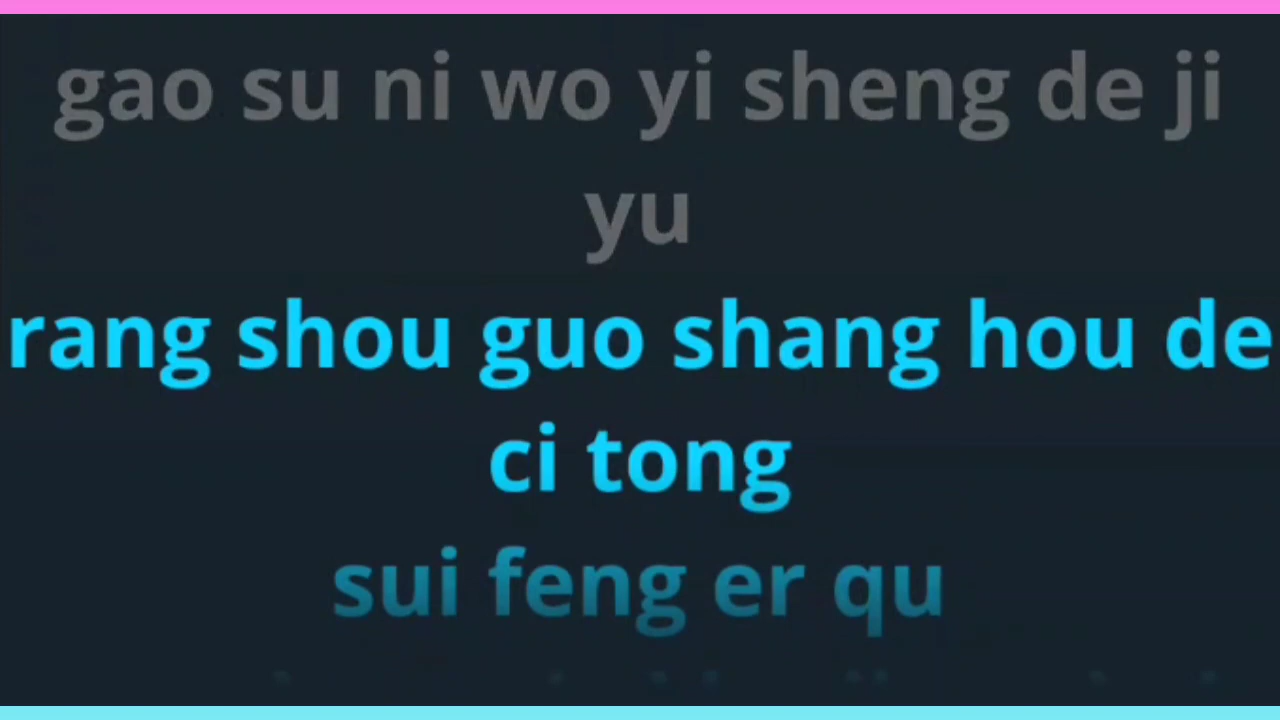 gao su ni wo yi sheng de ji
yu
rang shou guo shang hou de
ci tong
sui feng er qu